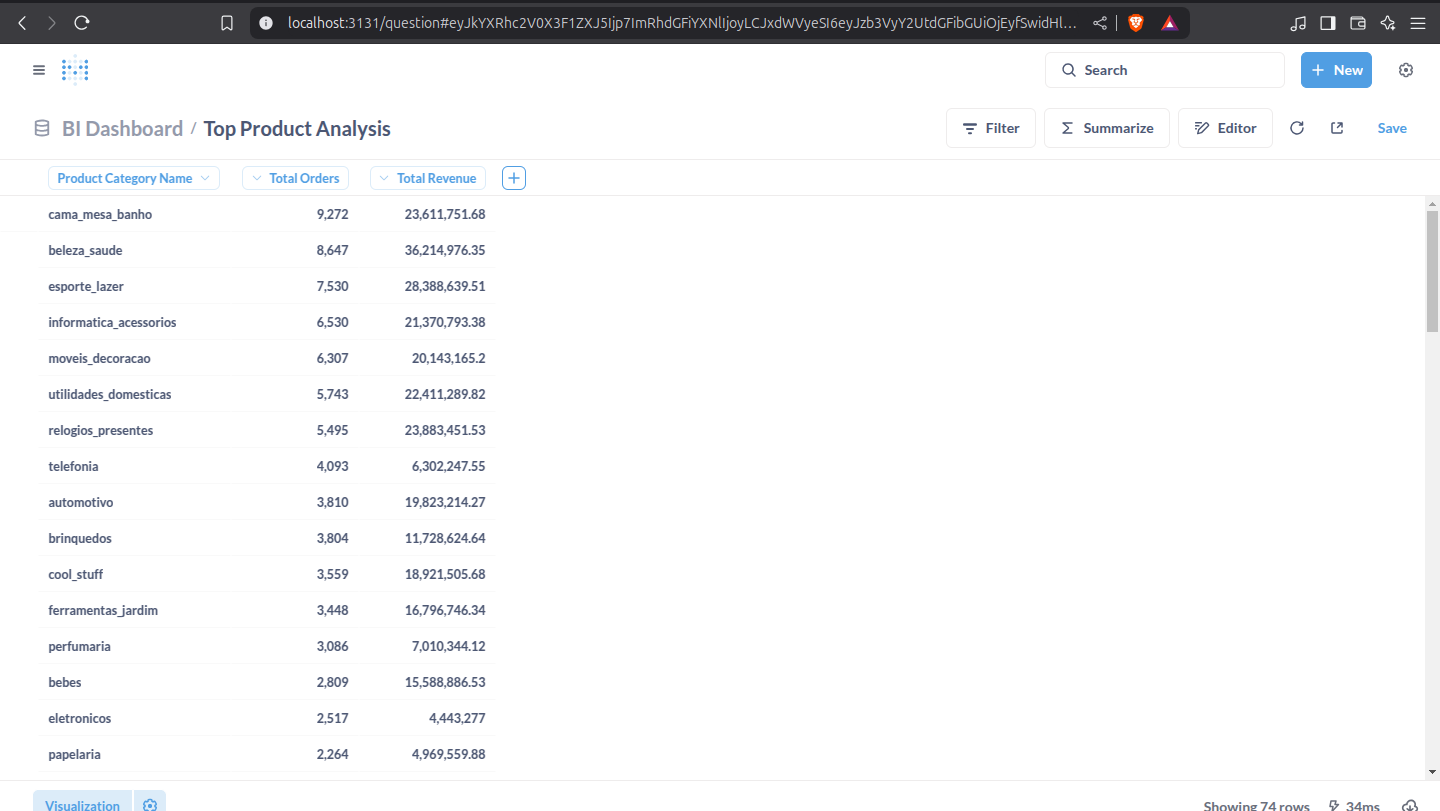 localhost:3131/question#eyJkYXRhc2V0X3F1ZXJ5Ijp7ImRhdGFiYXNlIjoyLCJxdWVyeSI6eyJzb3VyY2UtdGFibGUiOjEyfSwidHl...
Search
+ New
BI Dashboard / Top Product Analysis
Filter
Summarize
Editor
Save
Product Category Name Total Orders Total Revenue
cama_mesa_banho 9,272 23,611,751.68
beleza_saude 8,647 36,214,976.35
esporte_lazer 7,530 28,388,639.51
informatica_acessorios 6,530 21,370,793.38
moveis_decoracao 6,307 20,143,165.2
utilidades_domesticas 5,743 22,411,289.82
relogios_presentes 5,495 23,883,451.53
telefonia 4,093 6,302,247.55
automotivo 3,810 19,823,214.27
brinquedos 3,804 11,728,624.64
cool_stuff 3,559 18,921,505.68
ferramentas_jardim 3,448 16,796,746.34
perfumaria 3,086 7,010,344.12
bebes 2,809 15,588,886.53
eletronicos 2,517 4,443,277
papelaria 2,264 4,969,559.88
Visualization
Showing 74 rows
34ms